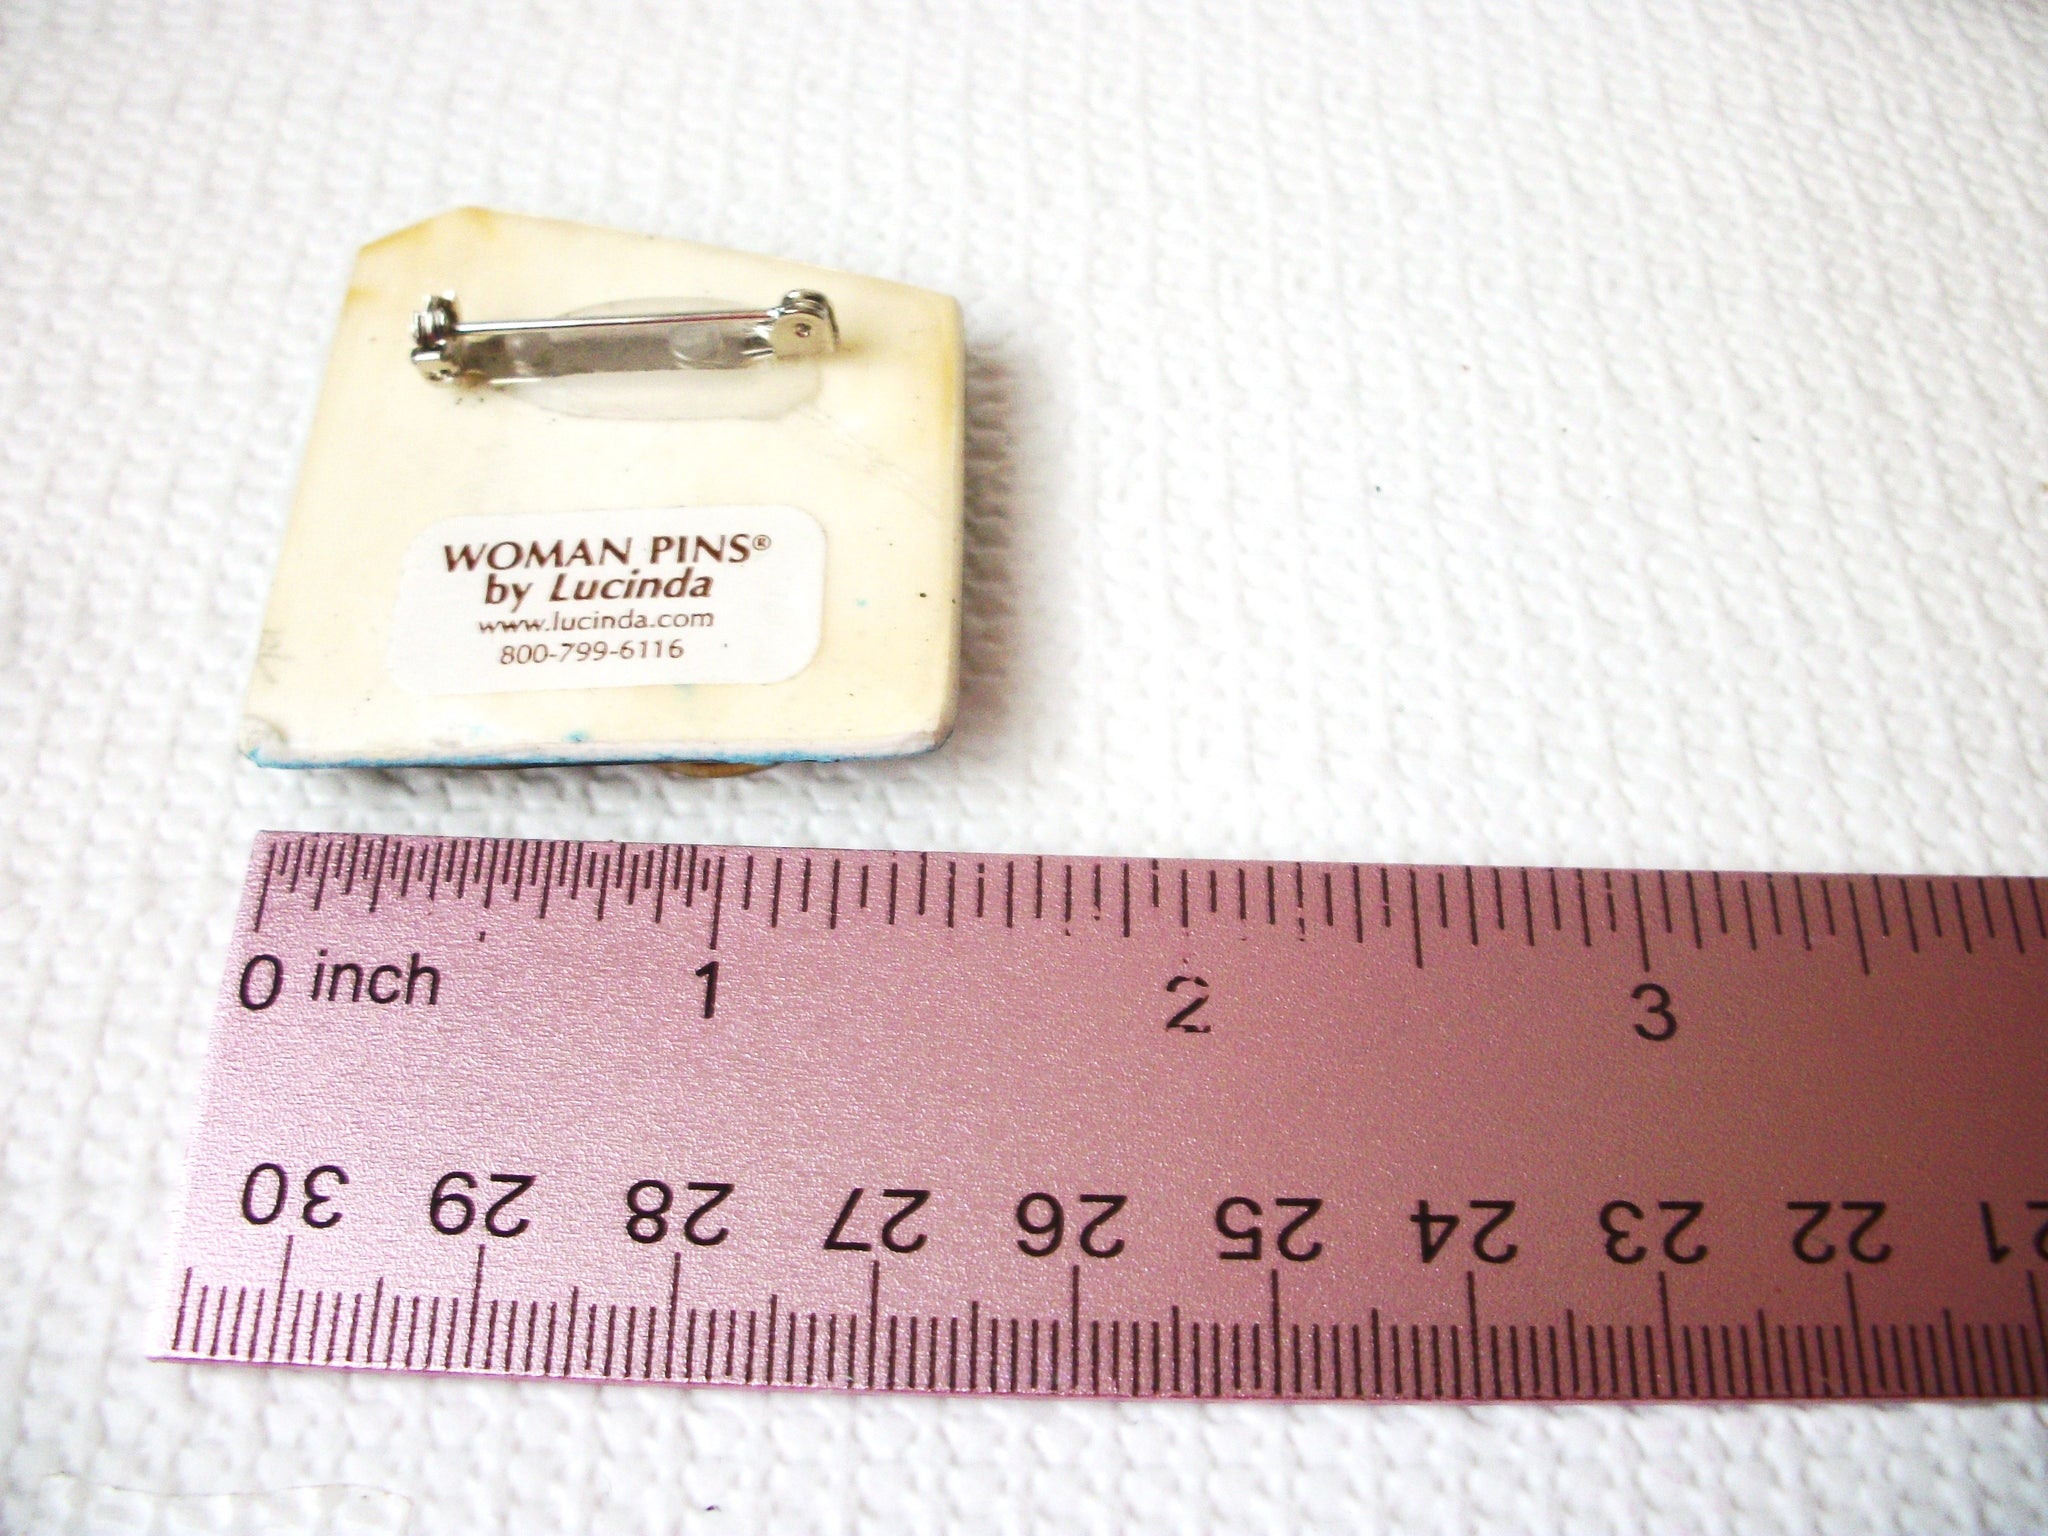 WOMAN PINS®
by Lucinda
www.lucinda.com
800-799-6116
0 inch 1 2 3
30 29 28 27 26 25 24 23 22 21